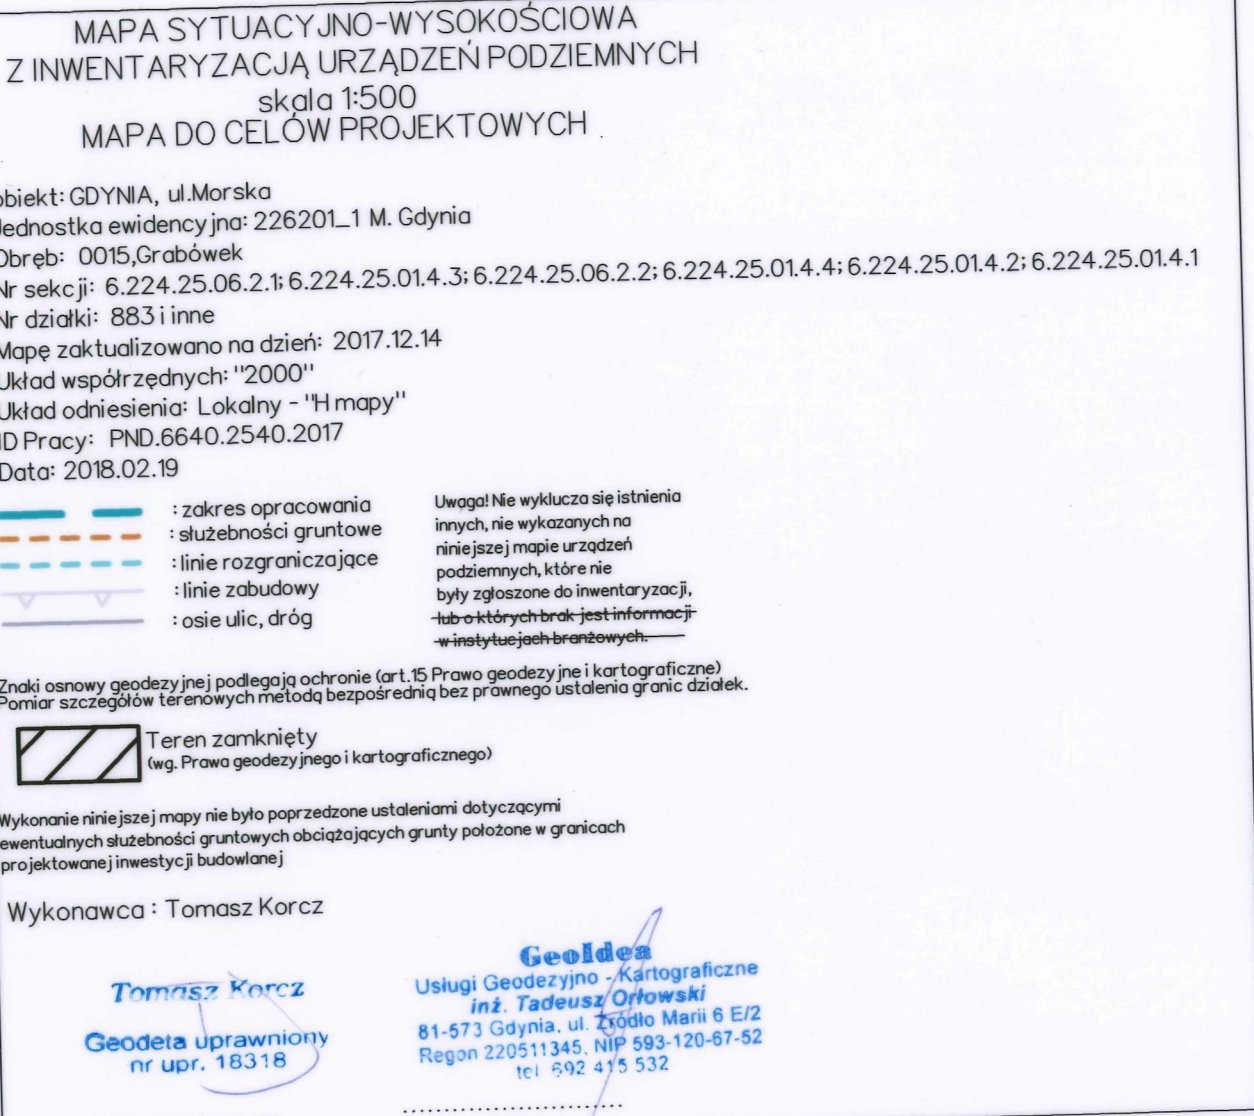 MAPA SYTUACYJNO-WYSOKOŚCIOWA
Z INWENTARYZACJĄ URZĄDZEŃ PODZIEMNYCH
skala 1:500
MAPA DO CELÓW PROJEKTOWYCH
obiekt: GDYNIA, ul.Morska
Jednostka ewidencyjna: 226201_1 M. Gdynia
Obręb: 0015,Grabówek
Nr sekcji: 6.224.25.06.2.1; 6.224.25.01.4.3; 6.224.25.06.2.2; 6.224.25.01.4.4; 6.224.25.01.4.2; 6.224.25.01.4.1
Nr działki: 883 i inne
Mapę zaktualizowano na dzień: 2017.12.14
Układ współrzędnych: "2000"
Układ odniesienia: Lokalny - "H mapy"
ID Pracy: PND.6640.2540.2017
Data: 2018.02.19
: zakres opracowania
: służebności gruntowe
: linie rozgraniczające
: linie zabudowy
: osie ulic, dróg
Uwaga! Nie wyklucza się istnienia
innych, nie wykazanych na
niniejszej mapie urządzeń
podziemnych, które nie
były zgłoszone do inwentaryzacji,
lub o których brak jest informacji
w instytucjach branżowych.
Znaki osnowy geodezyjnej podlegają ochronie (art.15 Prawo geodezyjne i kartograficzne)
Pomiar szczegółów terenowych metodą bezpośrednią bez prawnego ustalenia granic działek.
Teren zamknięty
(wg. Prawa geodezyjnego i kartograficznego)
Wykonanie niniejszej mapy nie było poprzedzone ustaleniami dotyczącymi
ewentualnych służebności gruntowych obciążających grunty położone w granicach
projektowanej inwestycji budowlanej
Wykonawca : Tomasz Korcz
Tomasz Korcz
Geodeta uprawniony
nr upr. 18318
GeoIdea
Usługi Geodezyjno - Kartograficzne
inż. Tadeusz Orłowski
81-573 Gdynia, ul. Źródło Marii 6 E/2
Regon 220511345, NIP 593-120-67-52
tel. 692 415 532